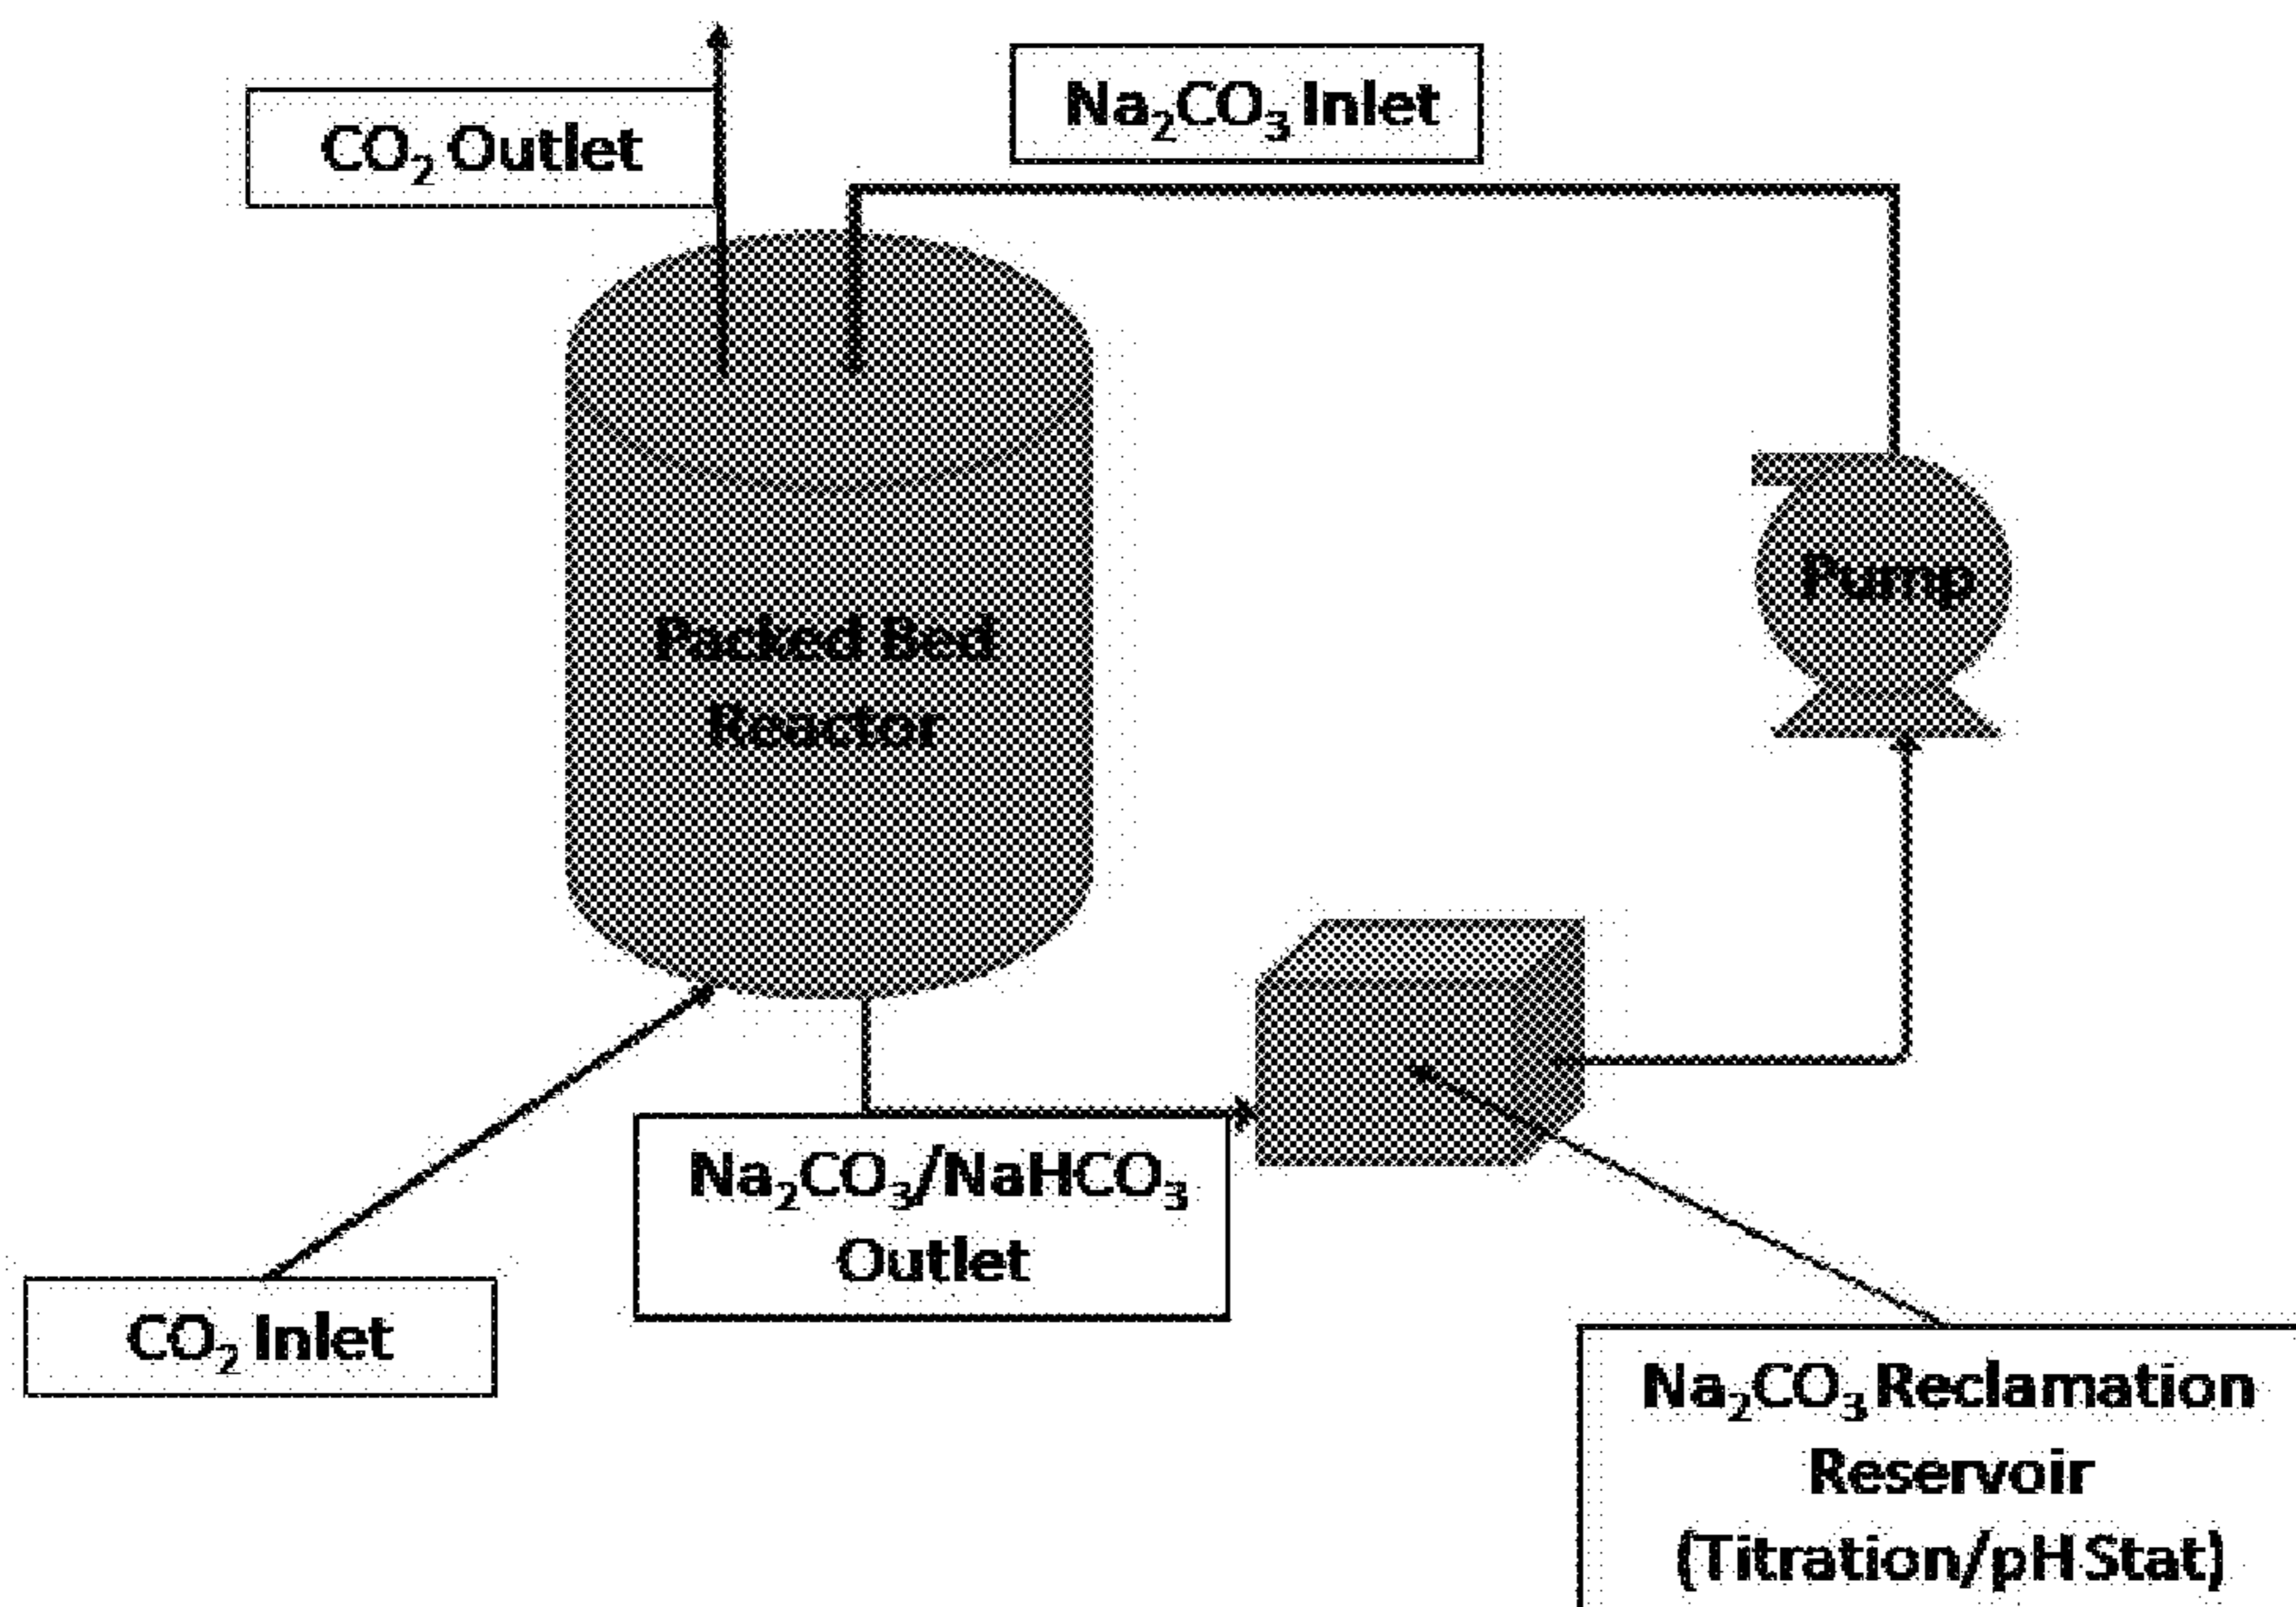 CO₂ Outlet
Na₂CO₃ Inlet
Packed Bed
Reactor
Pump
Na₂CO₃/NaHCO₃
Outlet
CO₂ Inlet
Na₂CO₃ Reclamation
Reservoir
(Titration/pH Stat)